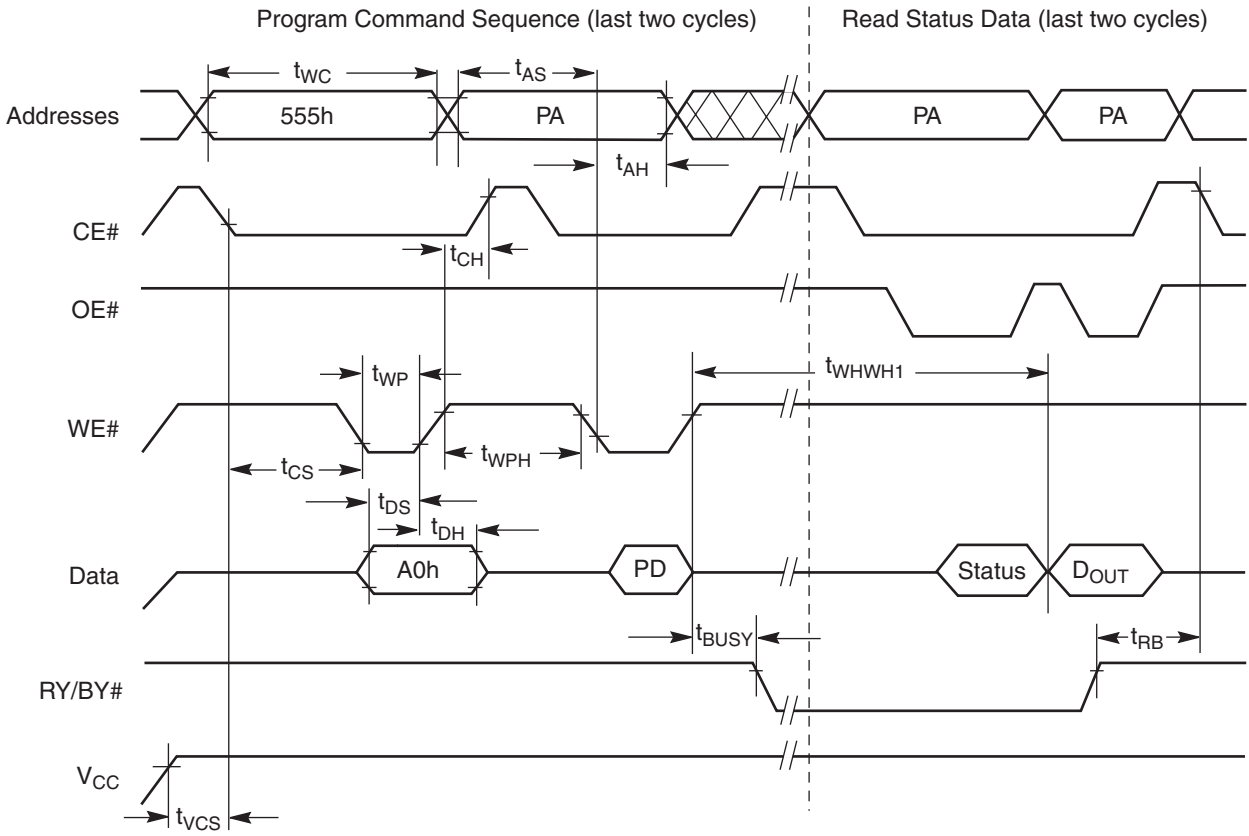 Program Command Sequence (last two cycles)
Read Status Data (last two cycles)
tWC
tAS
Addresses
555h
PA
PA
PA
tAH
CE#
tCH
OE#
tWHWH1
tWP
WE#
tWPH
tCS
tDS
tDH
Data
A0h
PD
Status
DOUT
tBUSY
tRB
RY/BY#
VCC
tVCS